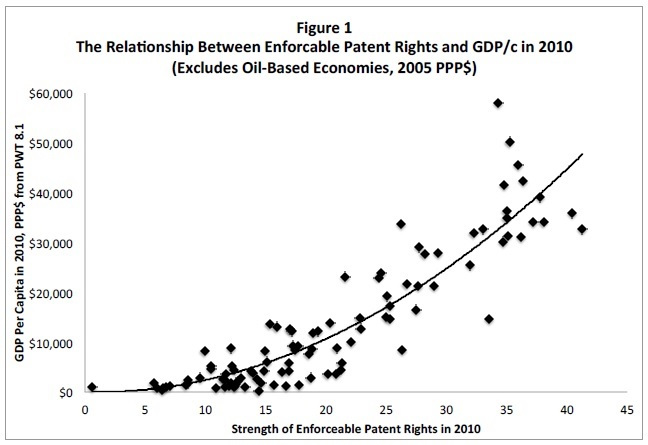 Figure 1
The Relationship Between Enforcable Patent Rights and GDP/c in 2010
(Excludes Oil-Based Economies, 2005 PPP$)
GDP Per Capita in 2010, PPP$ from PWT 8.1
$60,000
$50,000
$40,000
$30,000
$20,000
$10,000
$0
0 5 10 15 20 25 30 35 40 45
Strength of Enforceable Patent Rights in 2010